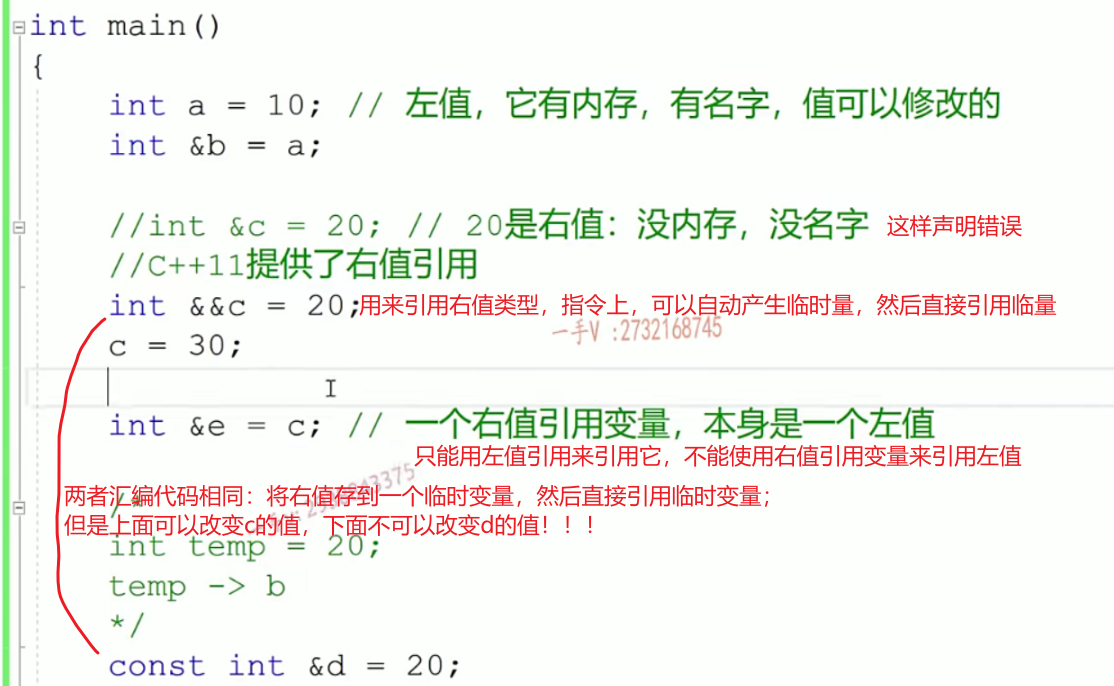 int main()
{
int a = 10; // 左值，它有内存，有名字，值可以修改的
int &b = a;
//int &c = 20; // 20是右值：没内存，没名字 这样声明错误
//C++11提供了右值引用
int &&c = 20;用来引用右值类型，指令上，可以自动产生临时量，然后直接引用临量
一手V :2732168745
c = 30;
int &e = c; // 一个右值引用变量，本身是一个左值
只能用左值引用来引用它，不能使用右值引用变量来引用左值
两者汇编代码相同：将右值存到一个临时变量，然后直接引用临时变量；
/*
但是上面可以改变c的值，下面不可以改变d的值！！！
int temp = 20;
temp -> b
*/
const int &d = 20;